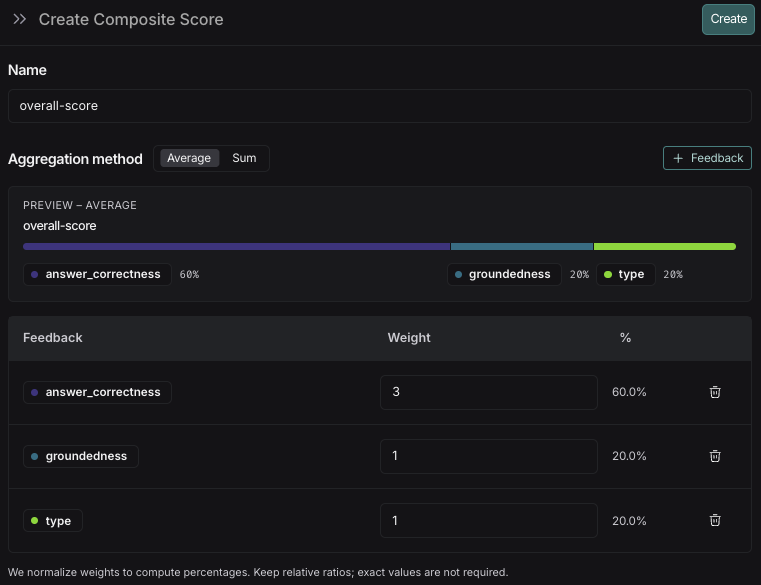 Create Composite Score
Create
Name
overall-score
Aggregation method
Average
Sum
+ Feedback
PREVIEW – AVERAGE
overall-score
answer_correctness 60%
groundedness 20%
type 20%
Feedback Weight %
answer_correctness 3 60.0%
groundedness 1 20.0%
type 1 20.0%
We normalize weights to compute percentages. Keep relative ratios; exact values are not required.